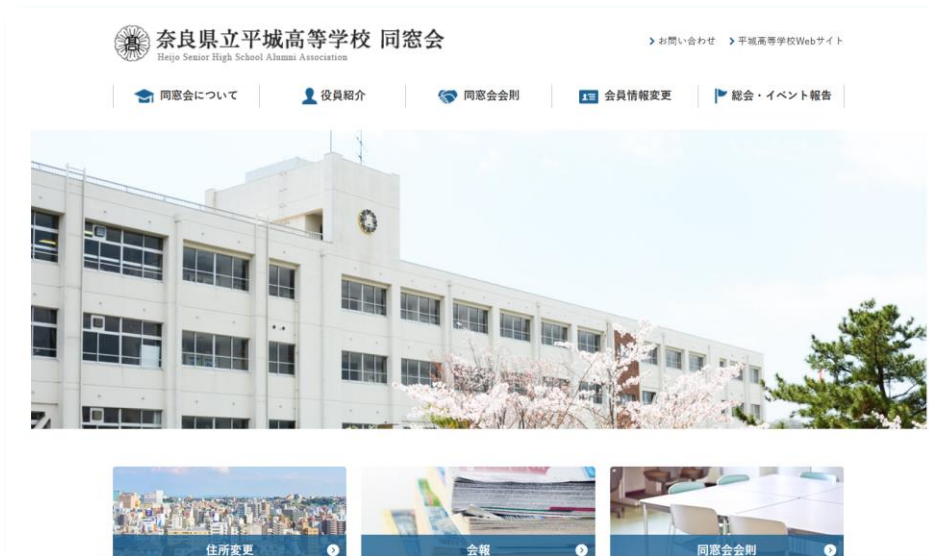 高
奈良県立平城高等学校 同窓会
Heijo Senior High School Alumni Association
お問い合わせ 平城高等学校Webサイト
同窓会について 役員紹介 同窓会会則 会員情報変更 総会・イベント報告
住所変更 会報 同窓会会則